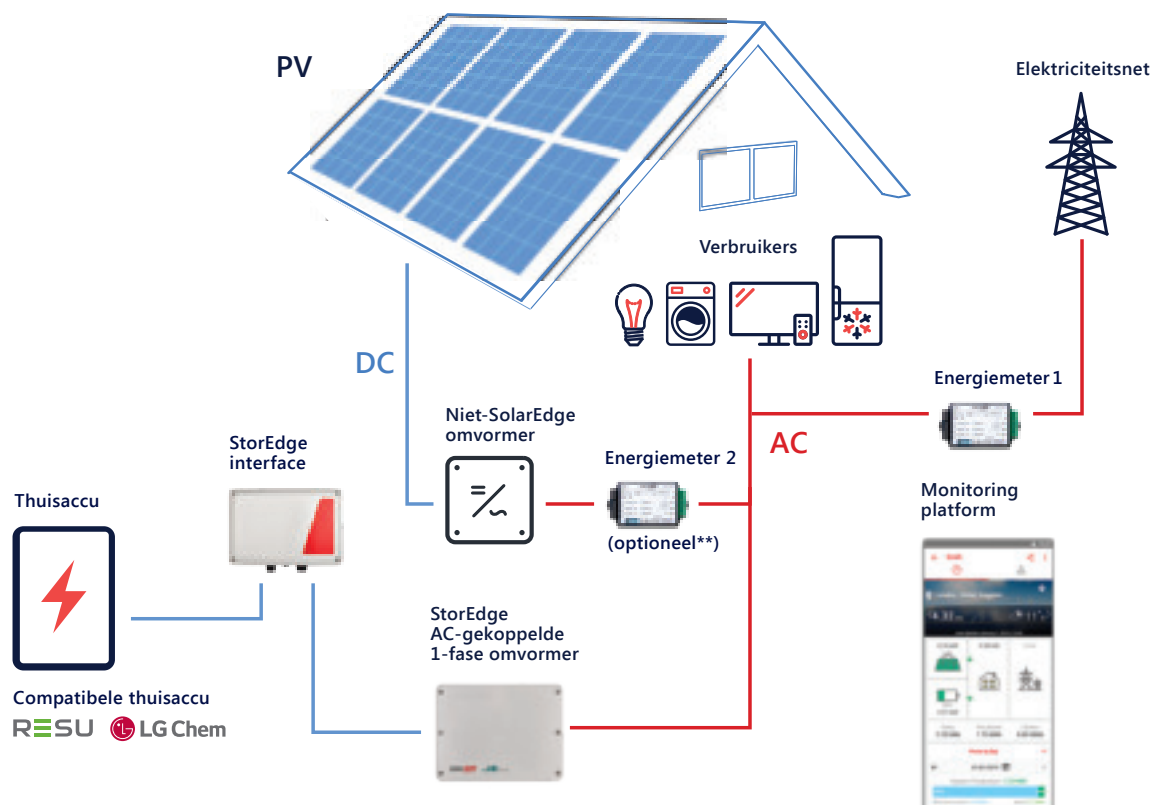 PV
Elektriciteitsnet
Verbruikers
DC
Energiemeter 1
Niet-SolarEdge
omvormer
AC
StorEdge
interface
Energiemeter 2
(optioneel**)
Monitoring
platform
Thuisaccu
StorEdge
AC-gekoppelde
1-fase omvormer
Compatibele thuisaccu
RESU LG Chem